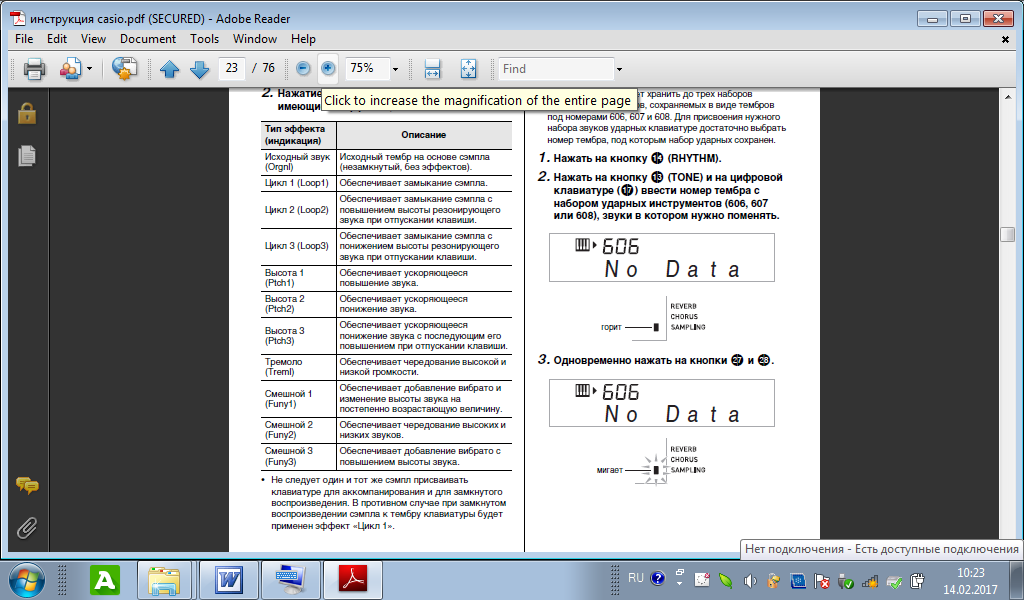 инструкция casio.pdf (SECURED) - Adobe Reader
File Edit View Document Tools Window Help
23 / 76 75% Find
Click to increase the magnification of the entire page
2. Нажатие
имеющи
Тип эффекта
(индикация)
Описание
Исходный звук
(Orgnl)
Исходный тембр на основе сэмпла
(незамкнутый, без эффектов).
Цикл 1 (Loop1)
Обеспечивает замыкание сэмпла.
Цикл 2 (Loop2)
Обеспечивает замыкание сэмпла с
повышением высоты резонирующего
звука при отпускании клавиши.
Цикл 3 (Loop3)
Обеспечивает замыкание сэмпла с
понижением высоты резонирующего
звука при отпускании клавиши.
Высота 1
(Ptch1)
Обеспечивает ускоряющееся
повышение звука.
Высота 2
(Ptch2)
Обеспечивает ускоряющееся
понижение звука.
Высота 3
(Ptch3)
Обеспечивает ускоряющееся
понижение звука с последующим его
повышением при отпускании клавиши.
Тремоло
(Treml)
Обеспечивает чередование высокой и
низкой громкости.
Смешной 1
(Funy1)
Обеспечивает добавление вибрато и
изменение высоты звука на
постепенно возрастающую величину.
Смешной 2
(Funy2)
Обеспечивает чередование высоких и
низких звуков.
Смешной 3
(Funy3)
Обеспечивает добавление вибрато с
повышением высоты звука.
• Не следует один и тот же сэмпл присваивать
клавиатуре для аккомпанирования и для замкнутого
воспроизведения. В противном случае при замкнутом
воспроизведении сэмпла к тембру клавиатуры будет
применен эффект «Цикл 1».
ет хранить до трех наборов
ов, сохраняемых в виде тембров
под номерами 606, 607 и 608. Для присвоения нужного
набора звуков ударных клавиатуре достаточно выбрать
номер тембра, под которым набор ударных сохранен.
1. Нажать на кнопку 14 (RHYTHM).
2. Нажать на кнопку 13 (TONE) и на цифровой
клавиатуре (17) ввести номер тембра с
набором ударных инструментов (606, 607
или 608), звуки в котором нужно поменять.
606
No Data
REVERB
CHORUS
горит SAMPLING
3. Одновременно нажать на кнопки 27 и 28.
606
No Data
REVERB
CHORUS
мигает SAMPLING
Нет подключения - Есть доступные подключения
RU
10:23
14.02.2017